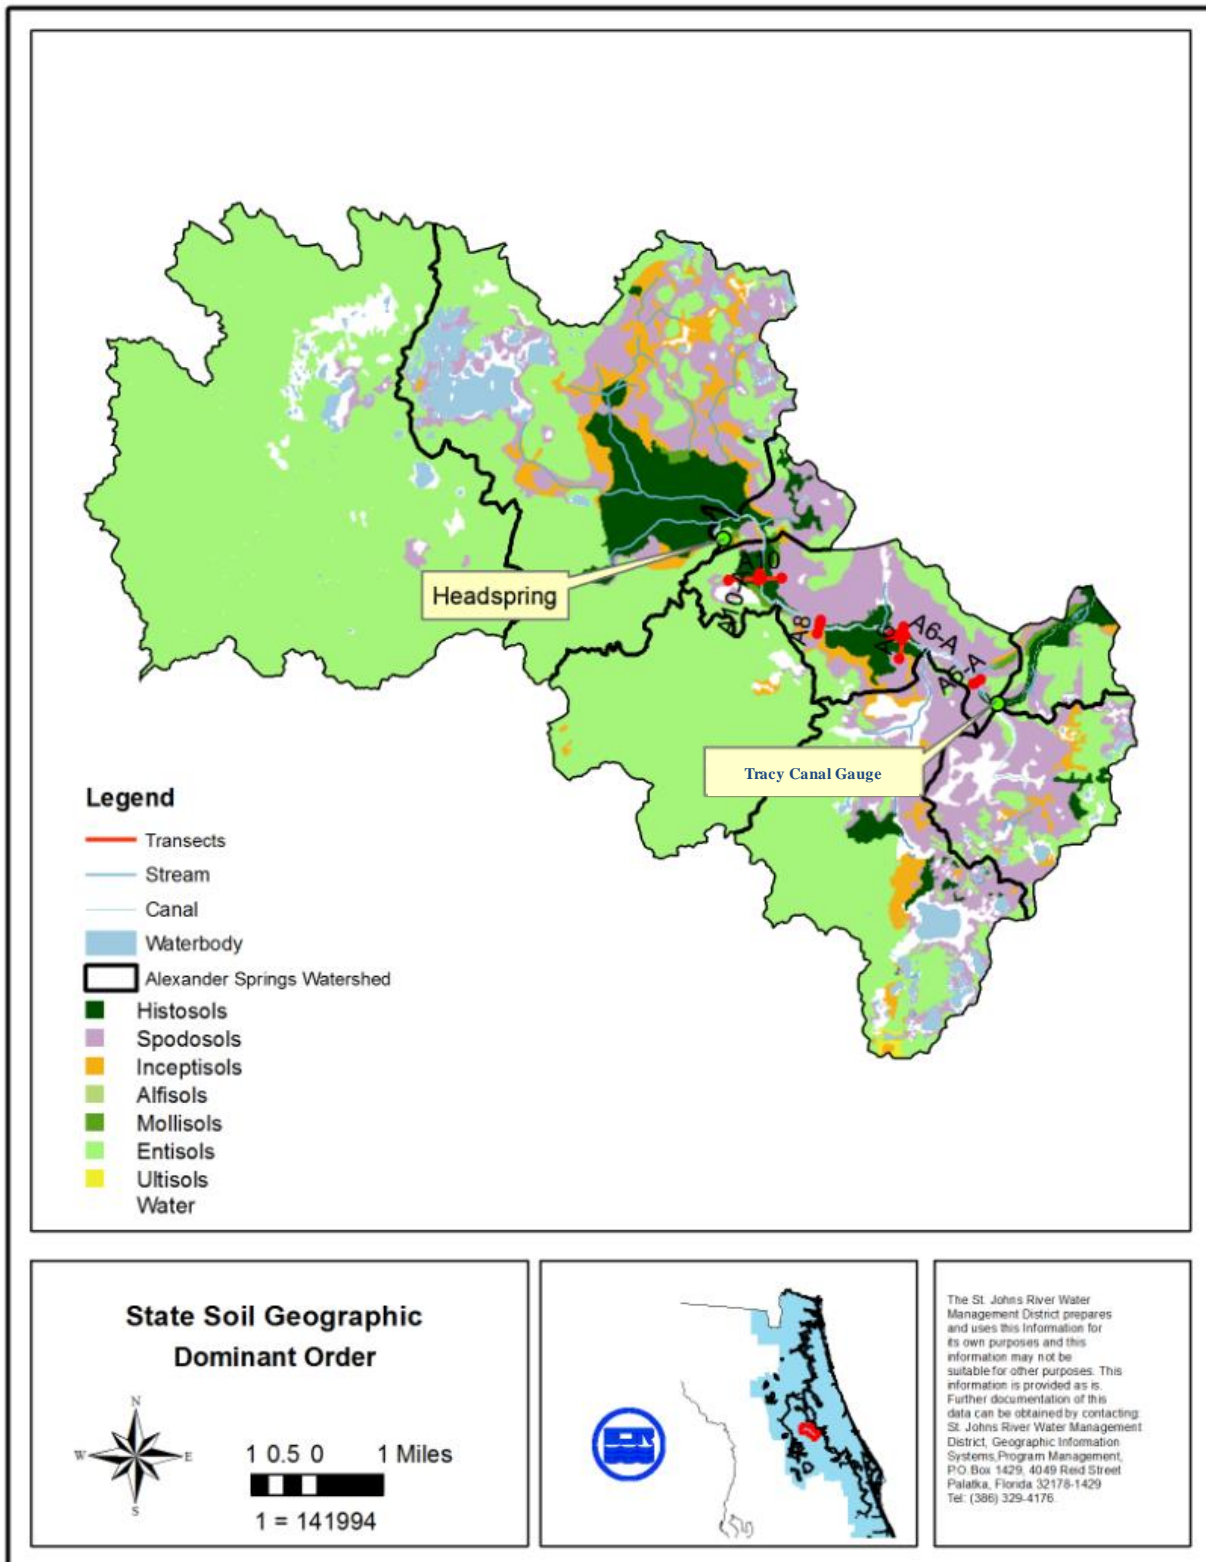 A10
A10-A
Headspring
A8
A6-A
A5-A
Tracy Canal Gauge
Legend
Transects
Stream
Canal
Waterbody
Alexander Springs Watershed
Histosols
Spodosols
Inceptisols
Alfisols
Mollisols
Entisols
Ultisols
Water
State Soil Geographic
Dominant Order
N
W
E
S
1 0.5 0 1 Miles
1 = 141994
The St. Johns River Water
Management District prepares
and uses this Information for
its own purposes and this
information may not be
suitable for other purposes. This
information is provided as is.
Further documentation of this
data can be obtained by contacting:
St. Johns River Water Management
District, Geographic Information
Systems,Program Management,
P.O.Box 1429, 4049 Reid Street
Palatka, Florida 32178-1429
Tel: (386) 329-4176.